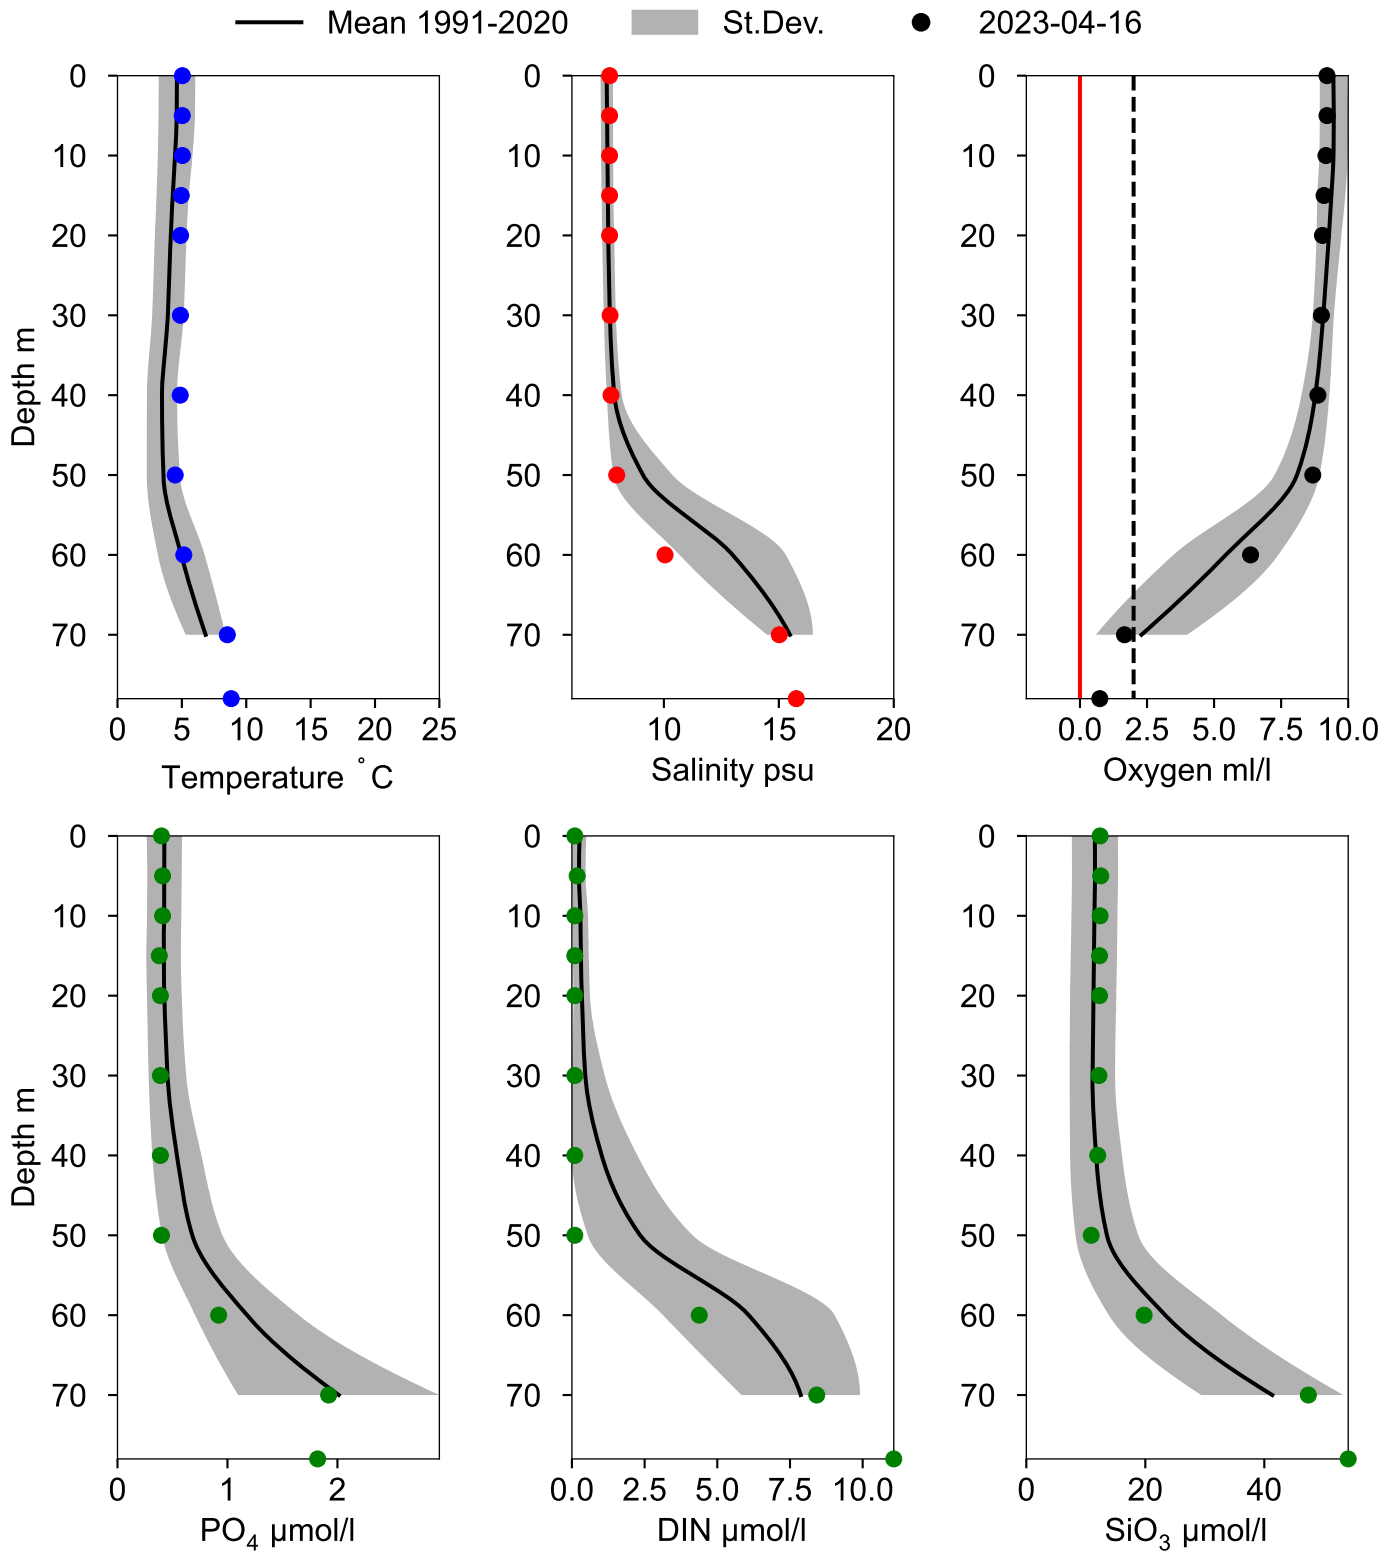 Mean 1991-2020 St.Dev. 2023-04-16
0 0 0
10 10 10
20 20 20
30 30 30
Depth m
40 40 40
50 50 50
60 60 60
70 70 70
0 5 10 15 20 25 10 15 20 0.0 2.5 5.0 7.5 10.0
Temperature °C Salinity psu Oxygen ml/l
0 0 0
10 10 10
20 20 20
30 30 30
Depth m
40 40 40
50 50 50
60 60 60
70 70 70
0 1 2 0.0 2.5 5.0 7.5 10.0 0 20 40
PO₄ µmol/l DIN µmol/l SiO₃ µmol/l